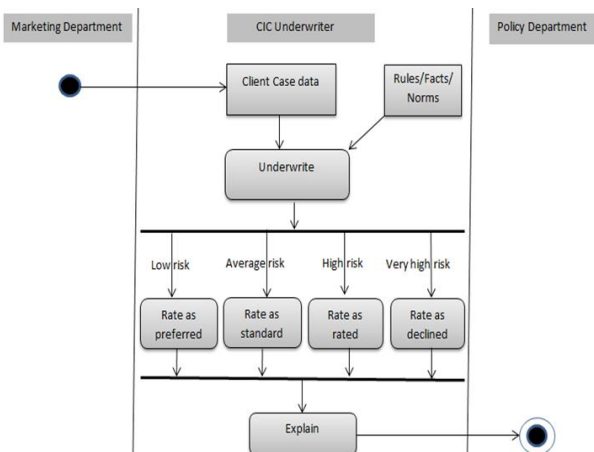 Marketing Department
CIC Underwriter
Policy Department
Client Case data
Rules/Facts/
Norms
Underwrite
Low risk
Average risk
High risk
Very high risk
Rate as
preferred
Rate as
standard
Rate as
rated
Rate as
declined
Explain